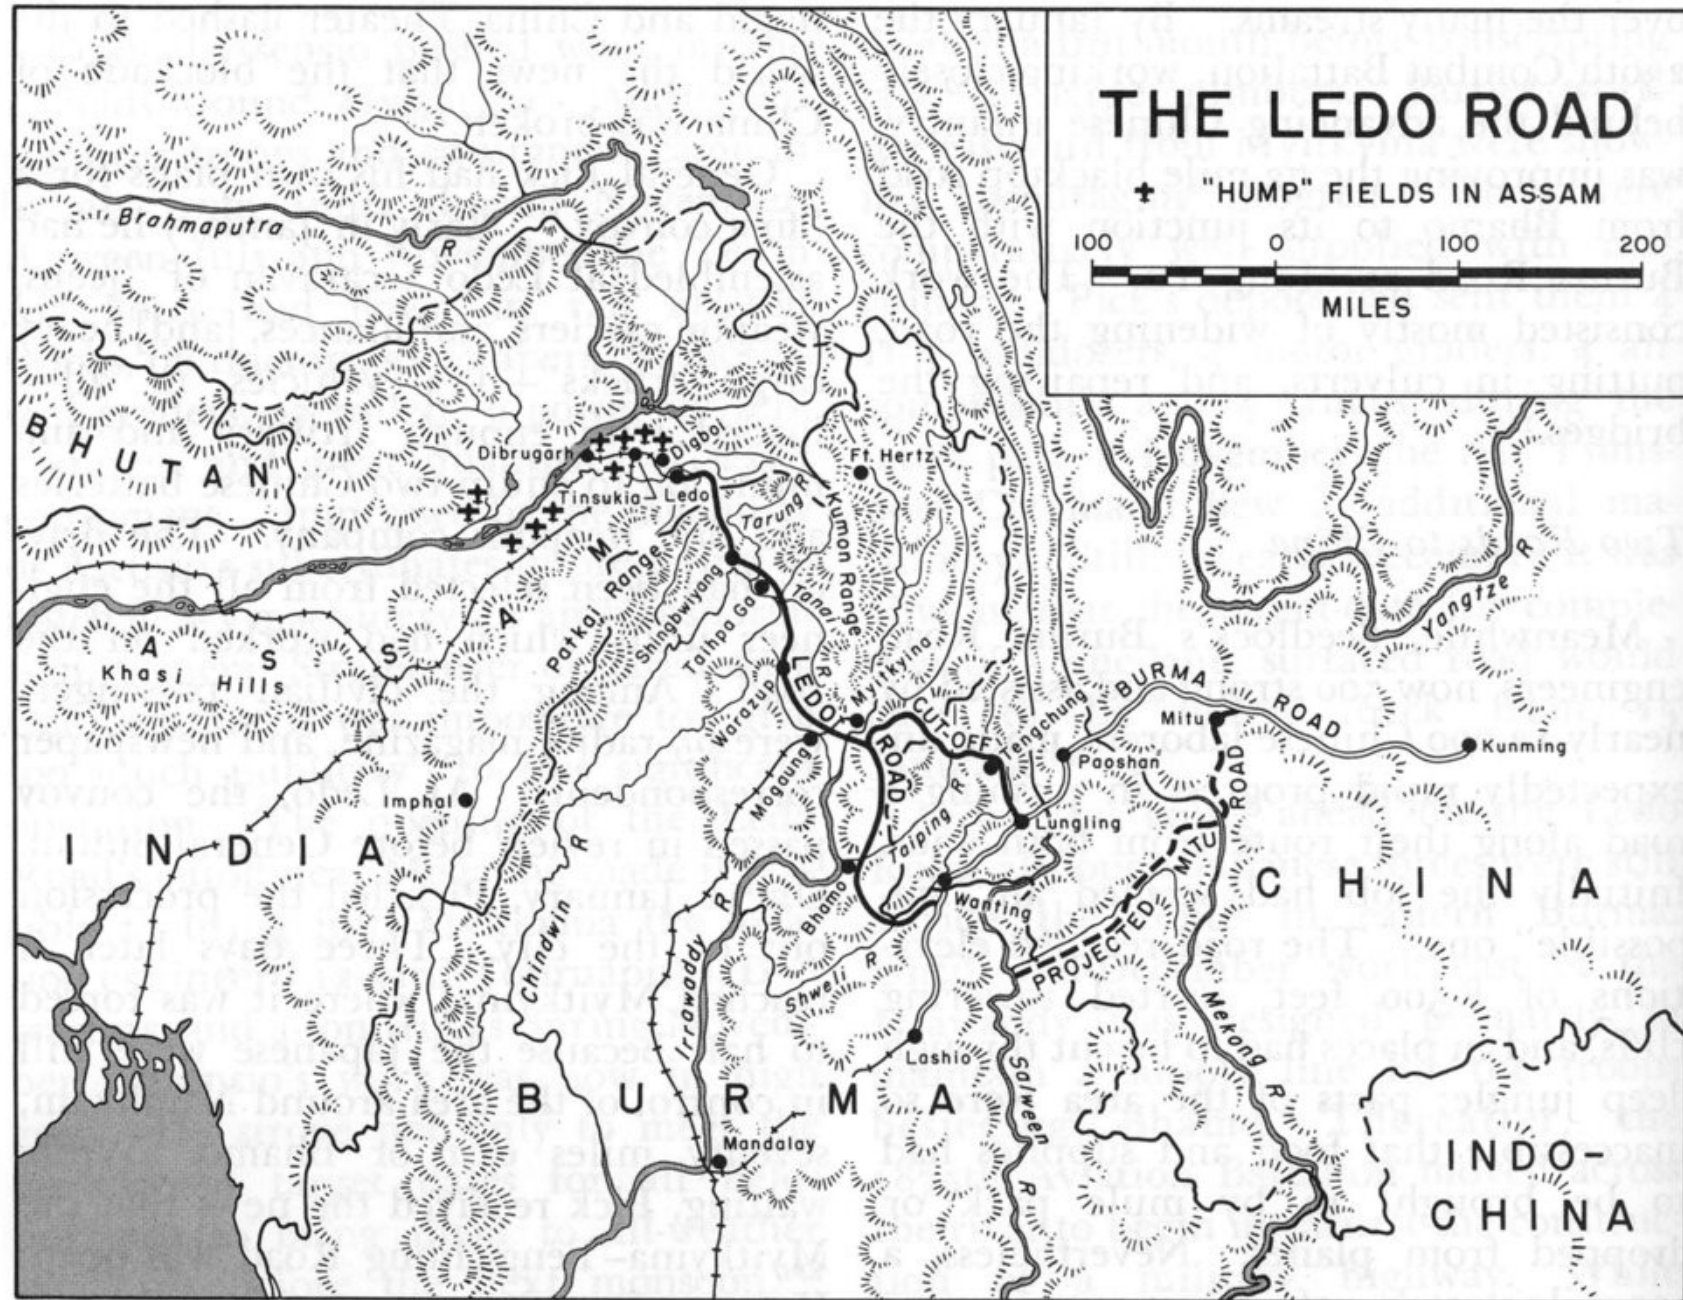 THE LEDO ROAD
"HUMP" FIELDS IN ASSAM
100 0 100 200
MILES
Brahmaputra
R
BHUTAN
Dibrugarh
Digboi
Ft. Hertz
Tinsukia
Ledo
Tarung R
Kumon Range
Yangtze R
ASSAM
Khasi Hills
Patkai Range
Shingbwiyang
Taihpa Ga
Tanai
R
Warazup
LEDO
ROAD
Myitkyina
CUT-OFF
Tengchung
BURMA ROAD
Mitu
Kunming
Paoshan
Mogaung
Imphal
INDIA
Taiping R
Lungling
PROJECTED
MITU
ROAD
CHINA
Bhamo
Wanting
Chindwin R
Irrawaddy
R
Shweli R
Lashio
Salween
R
Mekong R
BURMA
Mandalay
INDO-
CHINA